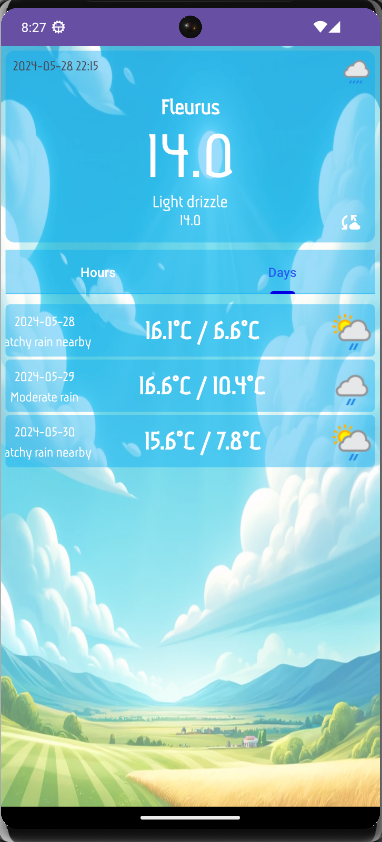 8:27
2024-05-28 22:15
Fleurus
14.0
Light drizzle
14.0
Hours Days
2024-05-28
atchy rain nearby
16.1°C / 6.6°C
2024-05-29
Moderate rain
16.6°C / 10.4°C
2024-05-30
atchy rain nearby
15.6°C / 7.8°C